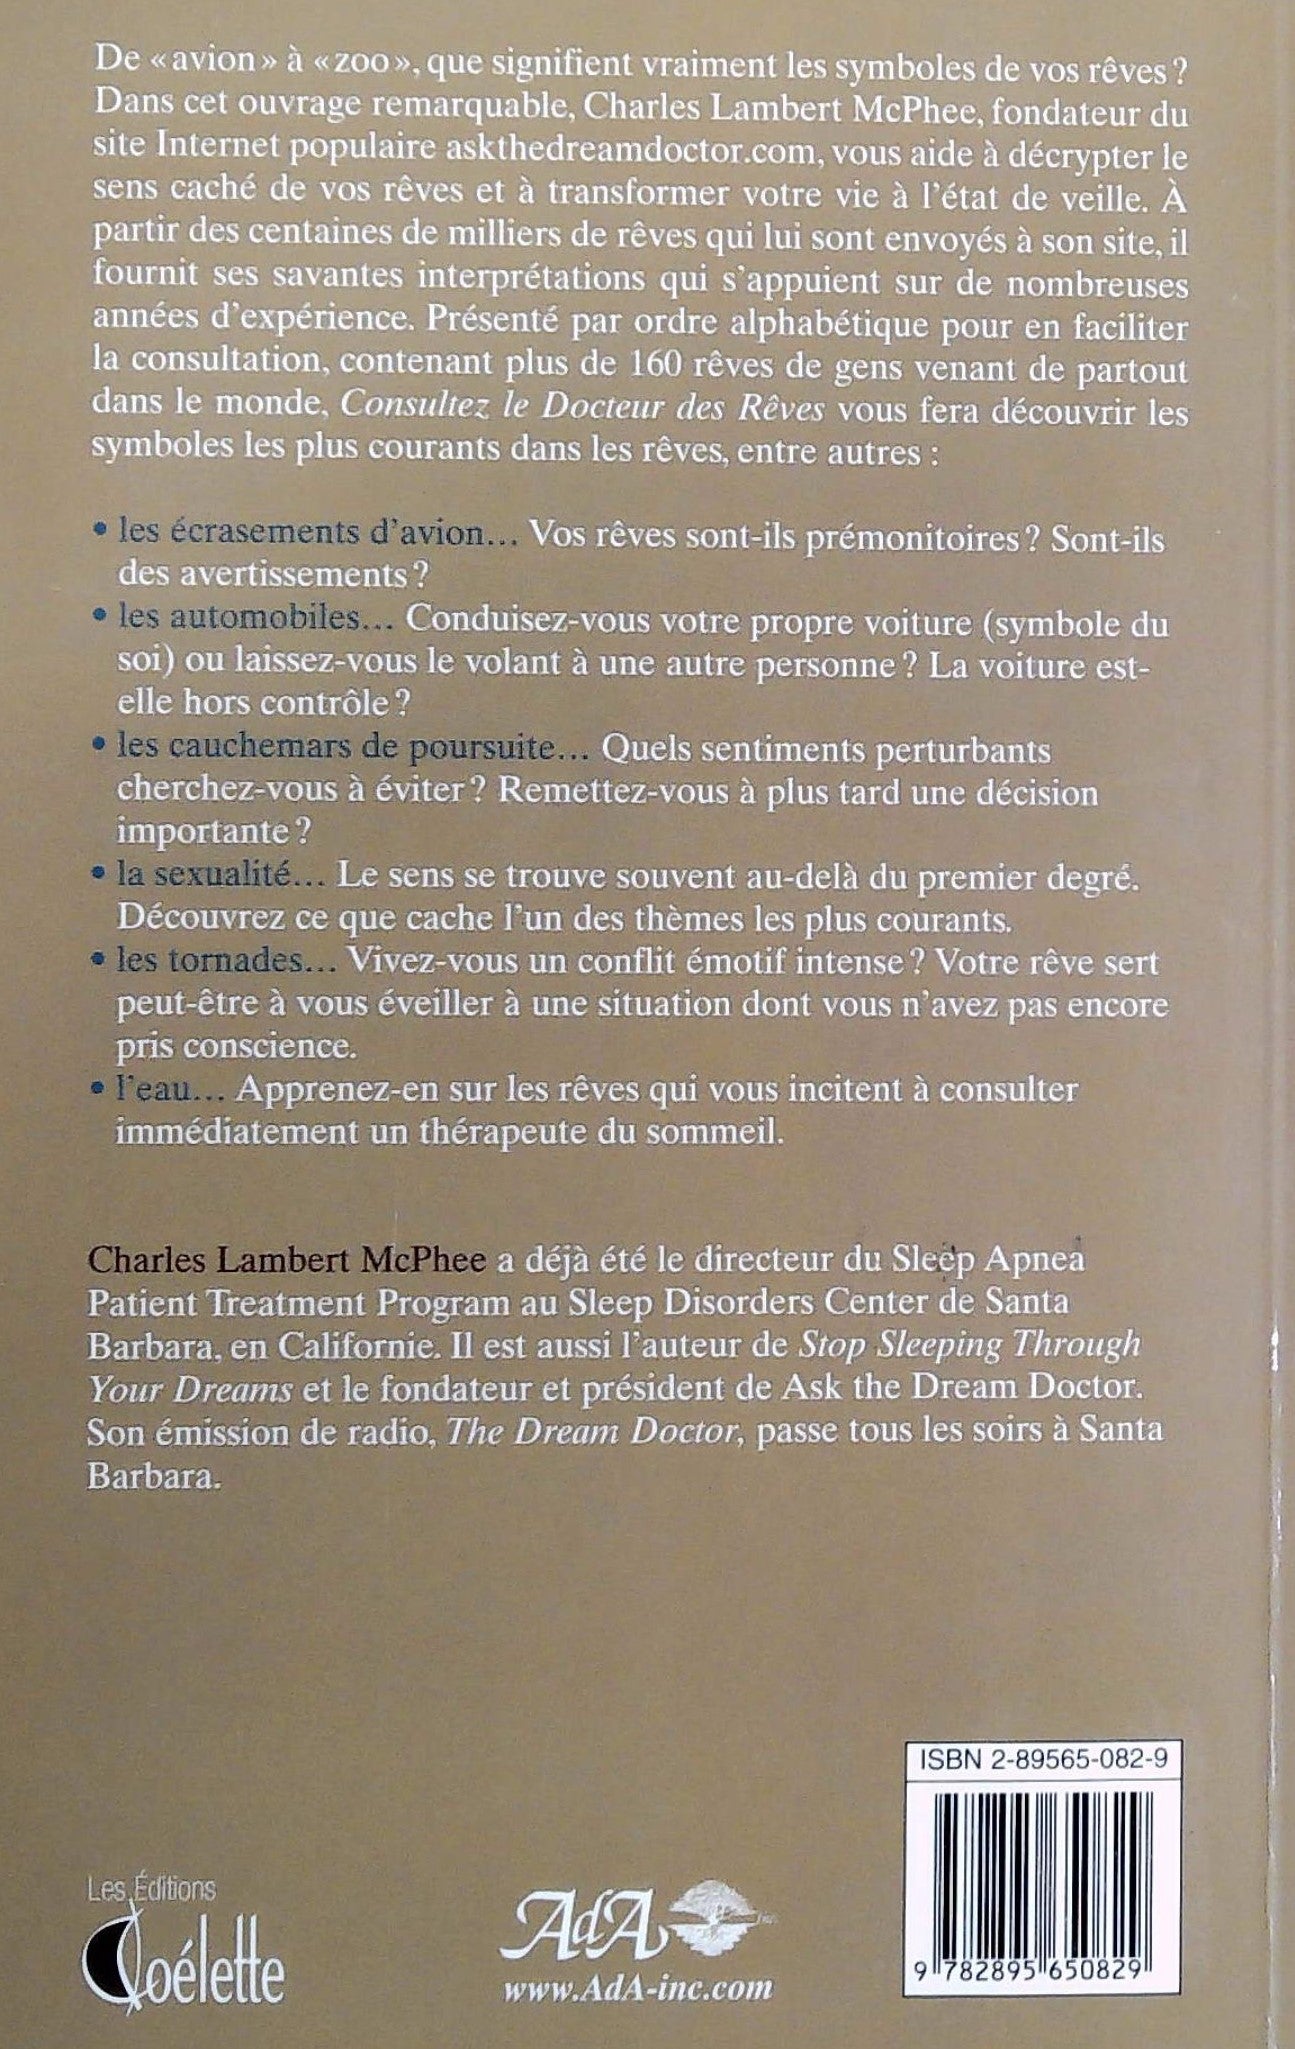 De «avion» à «zoo», que signifient vraiment les symboles de vos rêves?
Dans cet ouvrage remarquable, Charles Lambert McPhee, fondateur du
site Internet populaire askthedreamdoctor.com, vous aide à décrypter le
sens caché de vos rêves et à transformer votre vie à l'état de veille. À
partir des centaines de milliers de rêves qui lui sont envoyés à son site, il
fournit ses savantes interprétations qui s'appuient sur de nombreuses
années d'expérience. Présenté par ordre alphabétique pour en faciliter
la consultation, contenant plus de 160 rêves de gens venant de partout
dans le monde, Consultez le Docteur des Rêves vous fera découvrir les
symboles les plus courants dans les rêves, entre autres :
• les écrasements d'avion... Vos rêves sont-ils prémonitoires? Sont-ils
des avertissements?
• les automobiles... Conduisez-vous votre propre voiture (symbole du
soi) ou laissez-vous le volant à une autre personne? La voiture est-
elle hors contrôle?
• les cauchemars de poursuite... Quels sentiments perturbants
cherchez-vous à éviter? Remettez-vous à plus tard une décision
importante?
• la sexualité... Le sens se trouve souvent au-delà du premier degré.
Découvrez ce que cache l'un des thèmes les plus courants.
• les tornades... Vivez-vous un conflit émotif intense? Votre rêve sert
peut-être à vous éveiller à une situation dont vous n'avez pas encore
pris conscience.
• l'eau... Apprenez-en sur les rêves qui vous incitent à consulter
immédiatement un thérapeute du sommeil.
Charles Lambert McPhee a déjà été le directeur du Sleep Apnea
Patient Treatment Program au Sleep Disorders Center de Santa
Barbara, en Californie. Il est aussi l'auteur de Stop Sleeping Through
Your Dreams et le fondateur et président de Ask the Dream Doctor.
Son émission de radio, The Dream Doctor, passe tous les soirs à Santa
Barbara.
ISBN 2-89565-082-9
9 782895 650829
Les Éditions
Goélette
AdA
www.AdA-inc.com